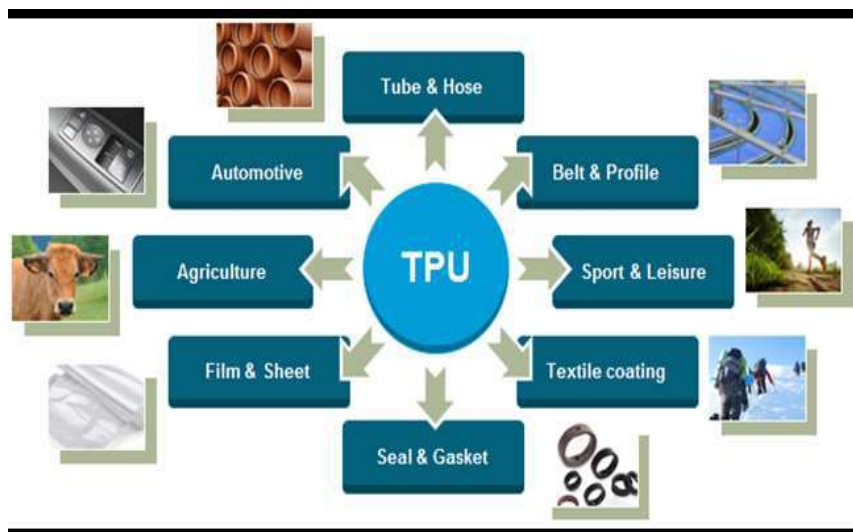 Tube & Hose
Automotive
Belt & Profile
Agriculture
TPU
Sport & Leisure
Film & Sheet
Textile coating
Seal & Gasket